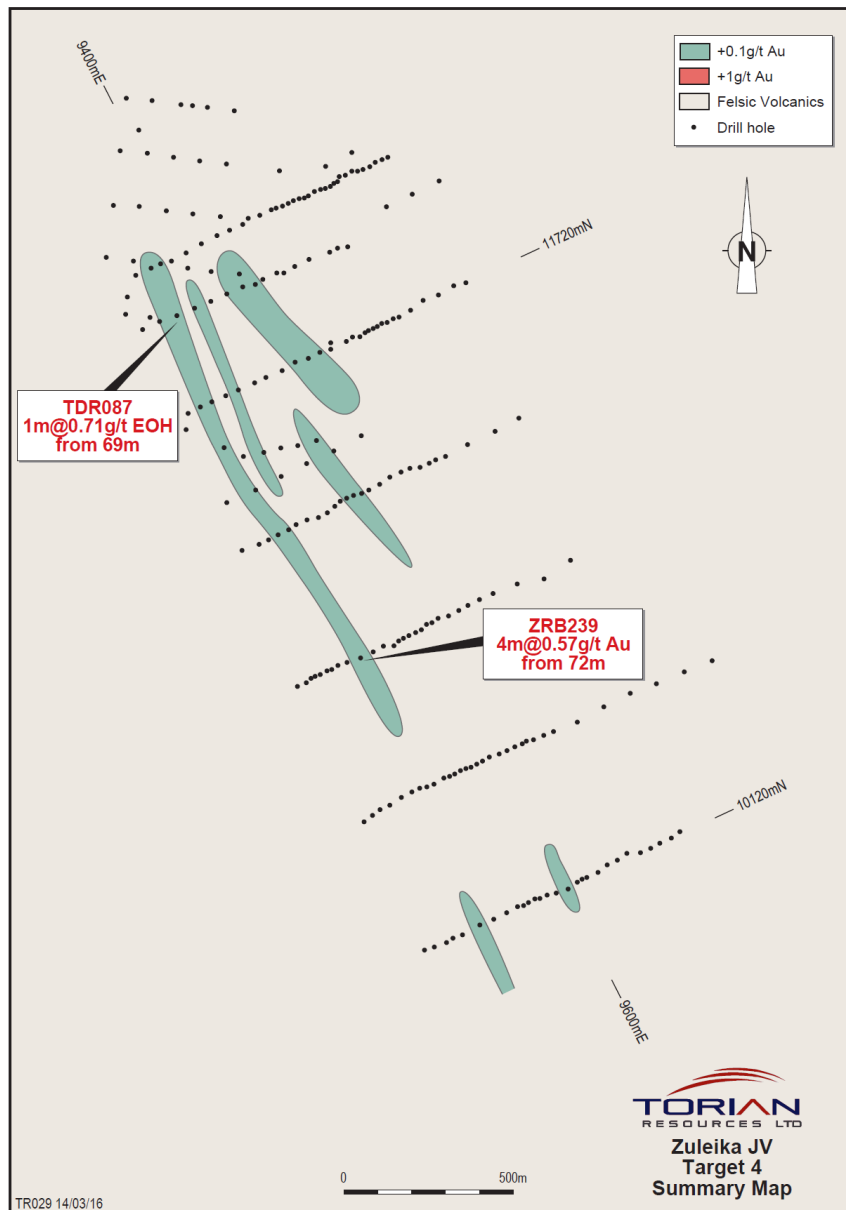 9400mE
+0.1g/t Au
+1g/t Au
Felsic Volcanics
Drill hole
11720mN
N
TDR087
1m@0.71g/t EOH
from 69m
ZRB239
4m@0.57g/t Au
from 72m
10120mN
9600mE
TORIAN
RESOURCES LTD
Zuleika JV
Target 4
Summary Map
0 500m
TR029 14/03/16